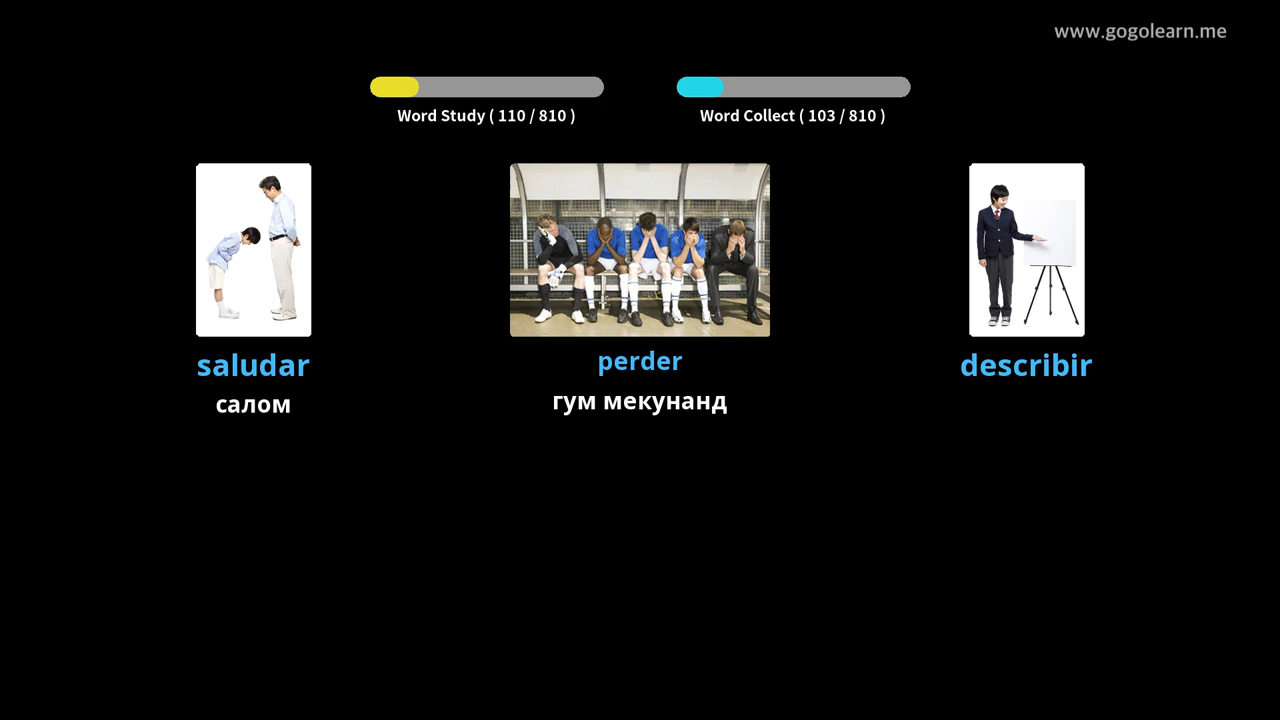 www.gogolearn.me
Word Study ( 110 / 810 )
Word Collect ( 103 / 810 )
saludar
салом
perder
гум мекунанд
describir